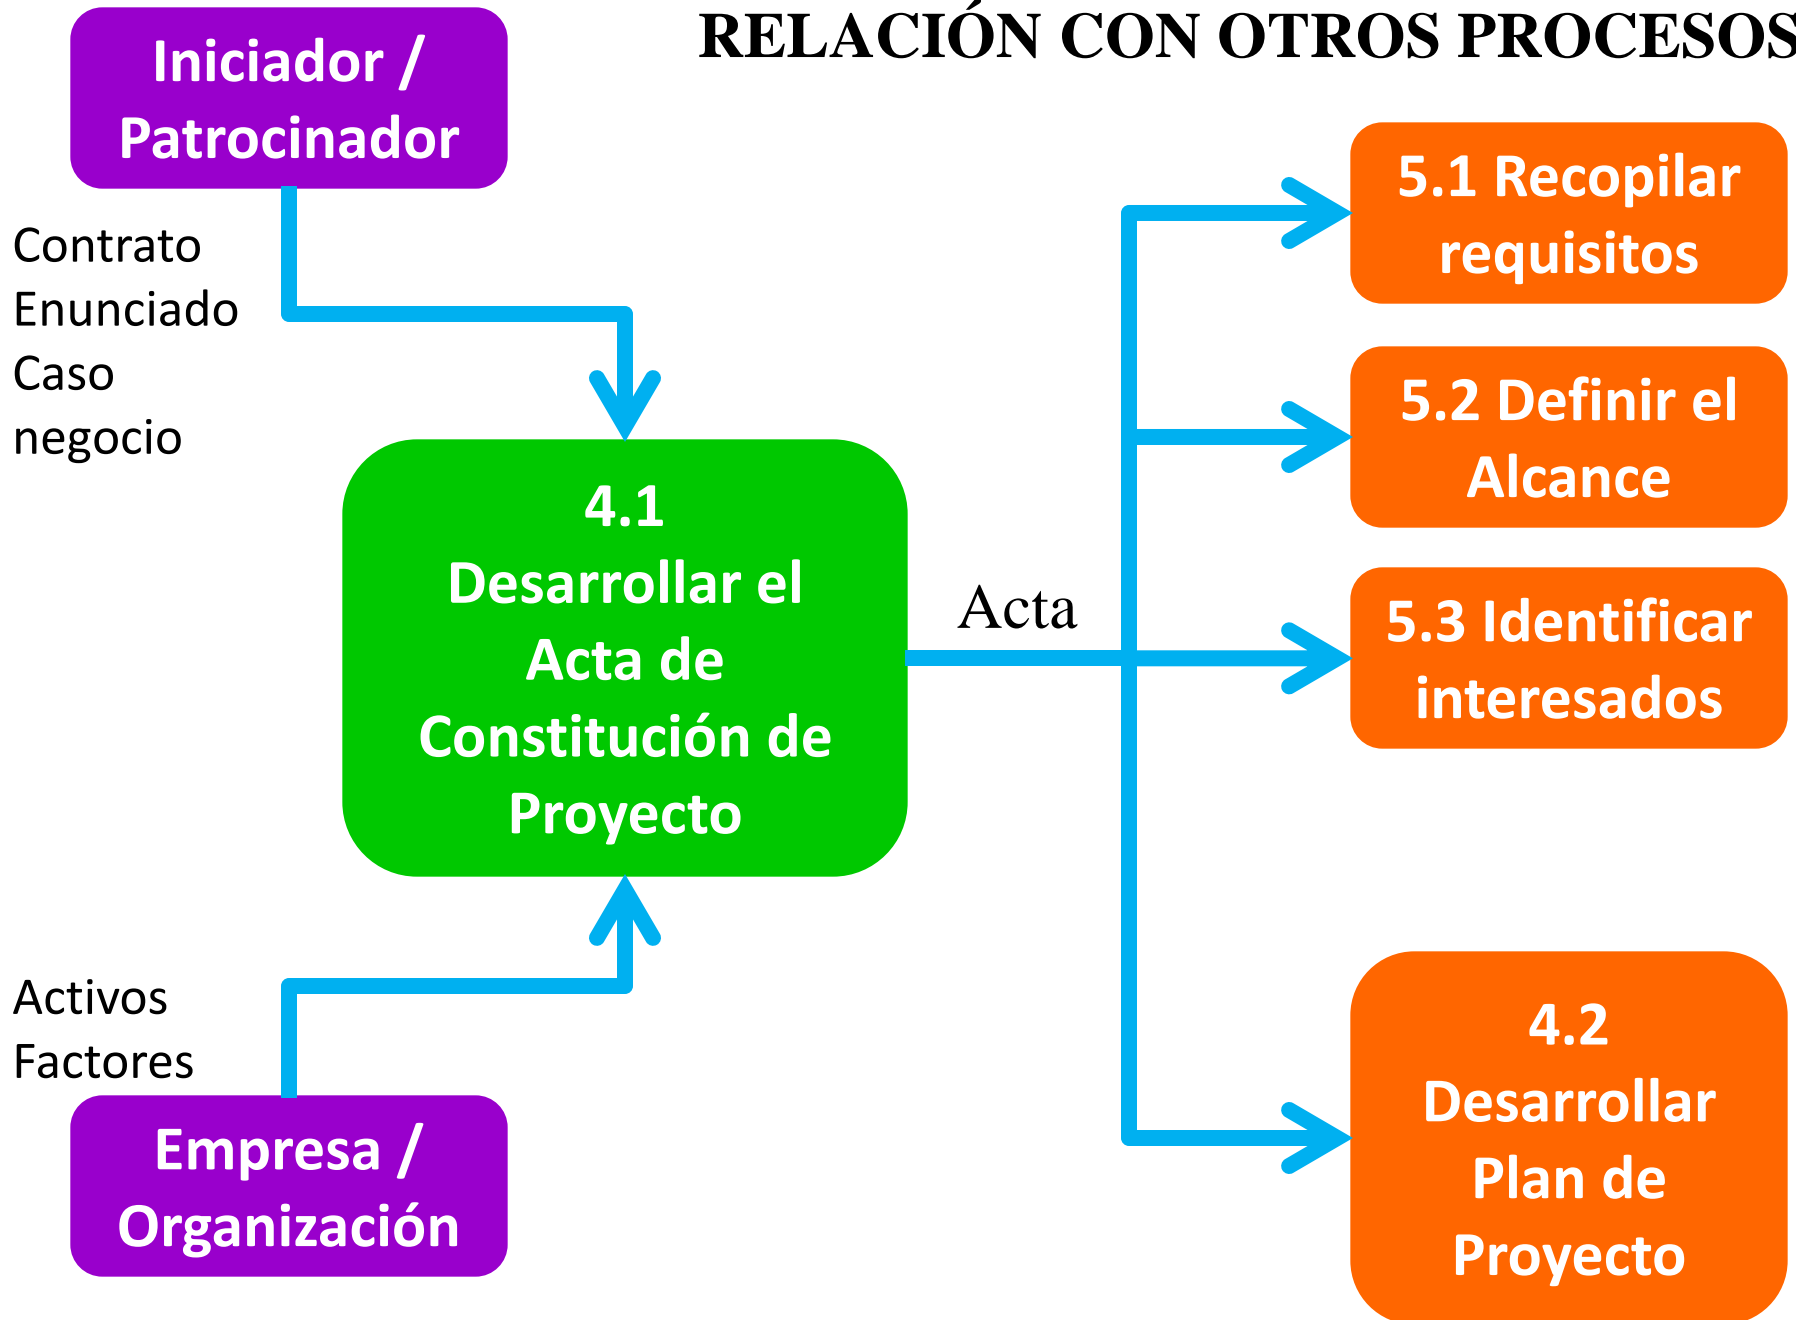 RELACIÓN CON OTROS PROCESOS
Iniciador /
Patrocinador
Contrato
Enunciado
Caso
negocio
4.1
Desarrollar el
Acta de
Constitución de
Proyecto
Activos
Factores
Empresa /
Organización
Acta
5.1 Recopilar
requisitos
5.2 Definir el
Alcance
5.3 Identificar
interesados
4.2
Desarrollar
Plan de
Proyecto